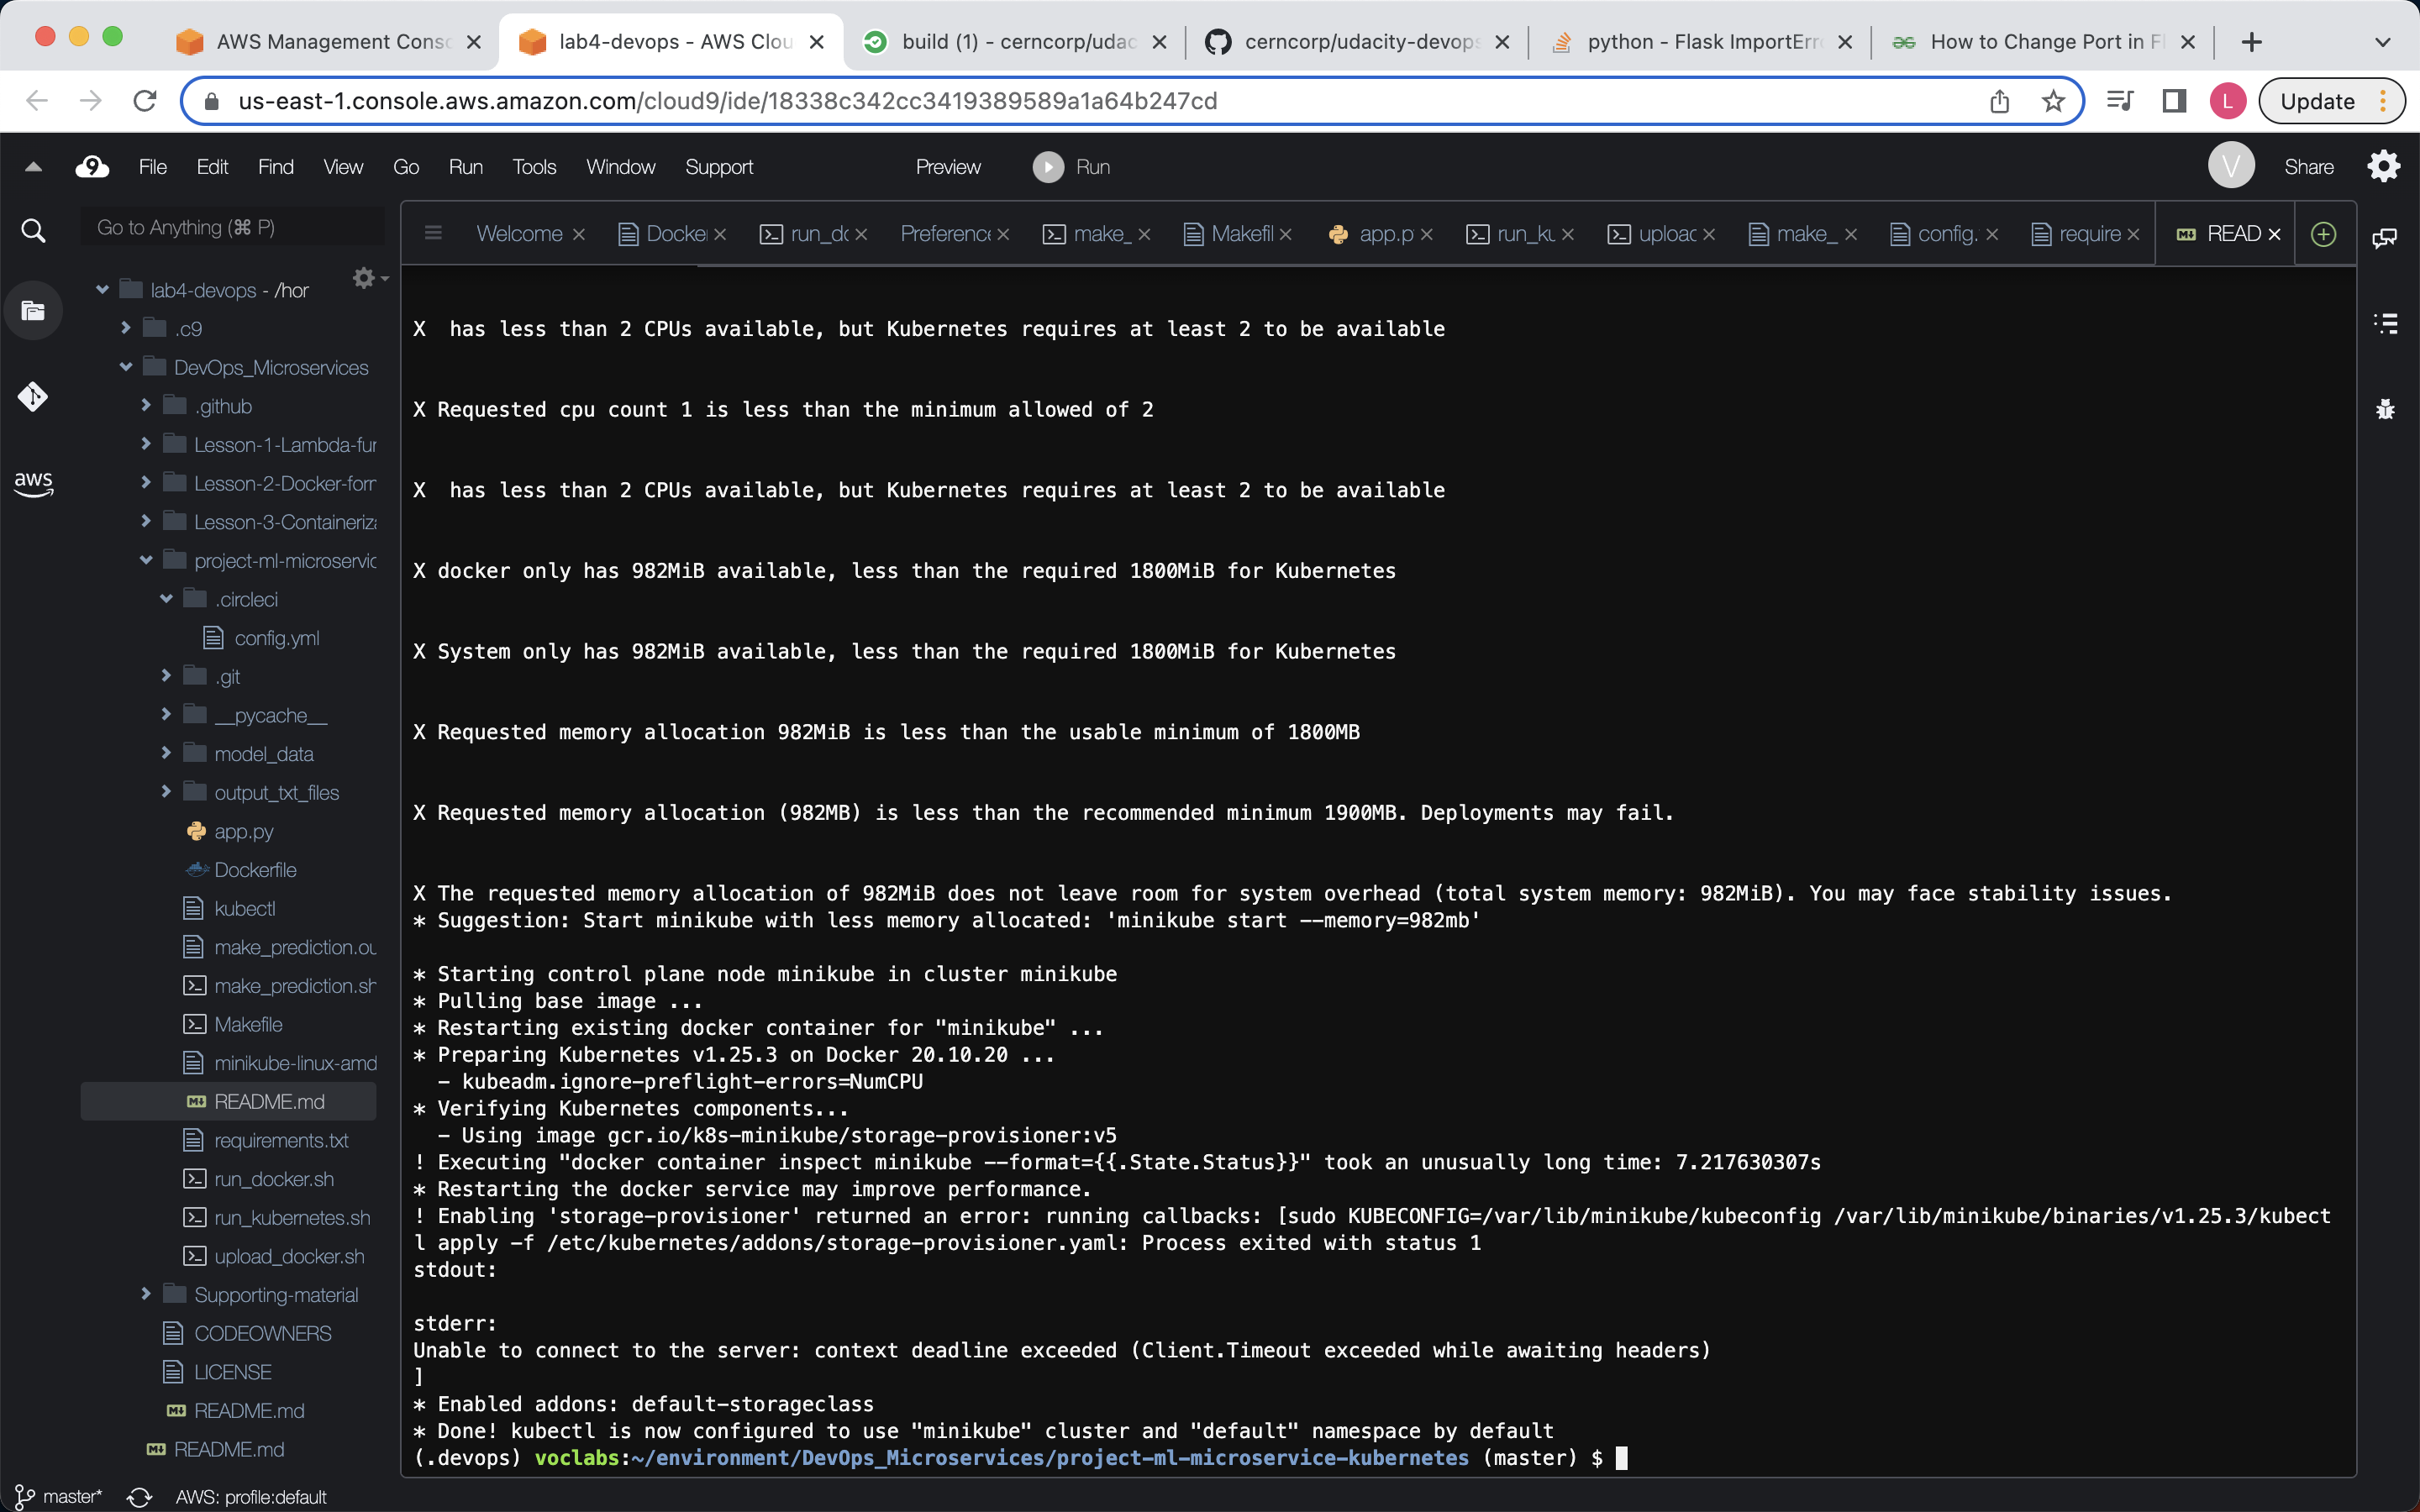 AWS Management Consc
lab4-devops - AWS Clou
build (1) - cerncorp/udac
cerncorp/udacity-devops
python - Flask ImportErro
How to Change Port in Fl
us-east-1.console.aws.amazon.com/cloud9/ide/18338c342cc3419389589a1a64b247cd
L
Update
9
File Edit Find View Go Run Tools Window Support Preview Run
V
Share
Go to Anything (⌘ P)
Welcome
Docker
run_dc
Preference
make_
Makefil
app.p
run_ku
upload
make_
config.
require
READ
lab4-devops - /hor
.c9
DevOps_Microservices
.github
Lesson-1-Lambda-fur
Lesson-2-Docker-forn
Lesson-3-Containeriza
project-ml-microservic
.circleci
config.yml
.git
__pycache__
model_data
output_txt_files
app.py
Dockerfile
kubectl
make_prediction.ou
make_prediction.sh
Makefile
minikube-linux-amd
README.md
requirements.txt
run_docker.sh
run_kubernetes.sh
upload_docker.sh
Supporting-material
CODEOWNERS
LICENSE
README.md
README.md
aws
X  has less than 2 CPUs available, but Kubernetes requires at least 2 to be available
X Requested cpu count 1 is less than the minimum allowed of 2
X  has less than 2 CPUs available, but Kubernetes requires at least 2 to be available
X docker only has 982MiB available, less than the required 1800MiB for Kubernetes
X System only has 982MiB available, less than the required 1800MiB for Kubernetes
X Requested memory allocation 982MiB is less than the usable minimum of 1800MB
X Requested memory allocation (982MB) is less than the recommended minimum 1900MB. Deployments may fail.
X The requested memory allocation of 982MiB does not leave room for system overhead (total system memory: 982MiB). You may face stability issues.
* Suggestion: Start minikube with less memory allocated: 'minikube start --memory=982mb'
* Starting control plane node minikube in cluster minikube
* Pulling base image ...
* Restarting existing docker container for "minikube" ...
* Preparing Kubernetes v1.25.3 on Docker 20.10.20 ...
  - kubeadm.ignore-preflight-errors=NumCPU
* Verifying Kubernetes components...
  - Using image gcr.io/k8s-minikube/storage-provisioner:v5
! Executing "docker container inspect minikube --format={{.State.Status}}" took an unusually long time: 7.217630307s
* Restarting the docker service may improve performance.
! Enabling 'storage-provisioner' returned an error: running callbacks: [sudo KUBECONFIG=/var/lib/minikube/kubeconfig /var/lib/minikube/binaries/v1.25.3/kubect
l apply -f /etc/kubernetes/addons/storage-provisioner.yaml: Process exited with status 1
stdout:
stderr:
Unable to connect to the server: context deadline exceeded (Client.Timeout exceeded while awaiting headers)
]
* Enabled addons: default-storageclass
* Done! kubectl is now configured to use "minikube" cluster and "default" namespace by default
(.devops) voclabs:~/environment/DevOps_Microservices/project-ml-microservice-kubernetes (master) $
master*
AWS: profile:default